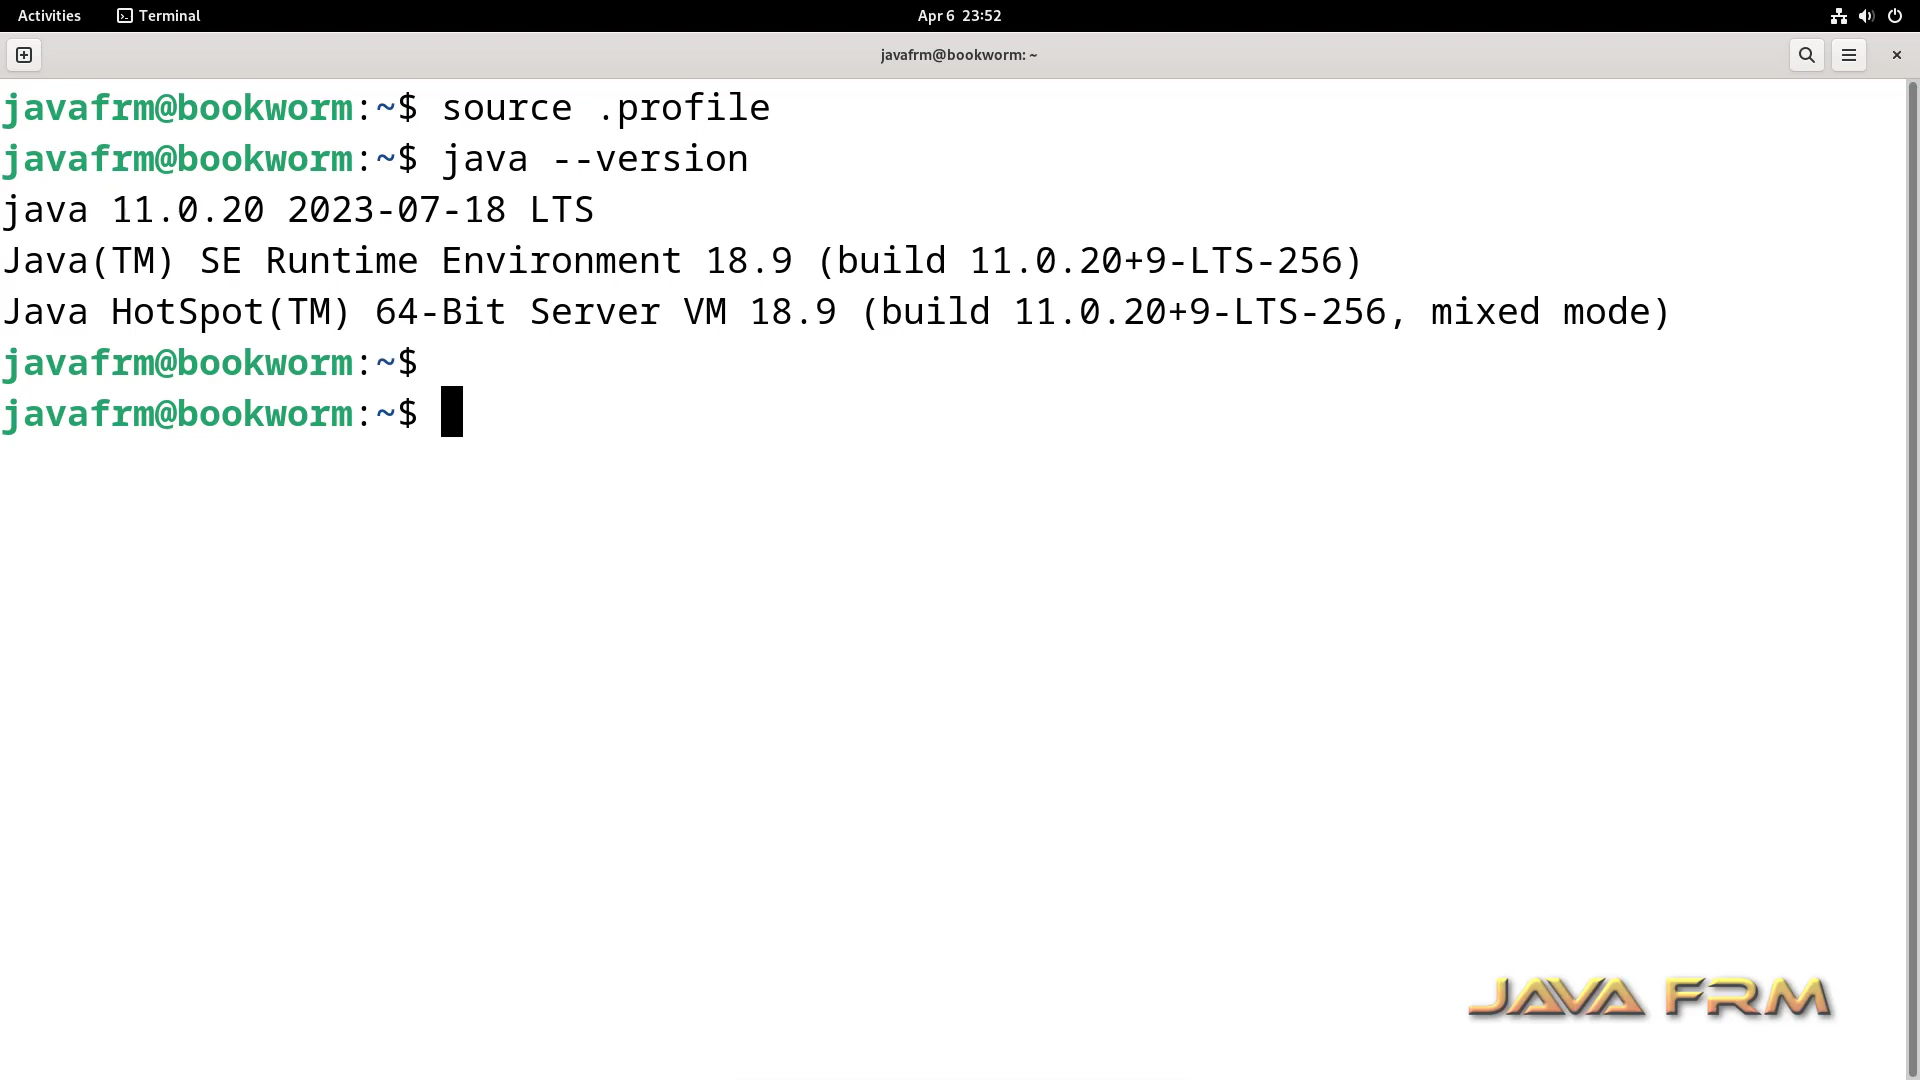 Activities Terminal Apr 6 23:52
javafrm@bookworm: ~
javafrm@bookworm:~$ source .profile
javafrm@bookworm:~$ java --version
java 11.0.20 2023-07-18 LTS
Java(TM) SE Runtime Environment 18.9 (build 11.0.20+9-LTS-256)
Java HotSpot(TM) 64-Bit Server VM 18.9 (build 11.0.20+9-LTS-256, mixed mode)
javafrm@bookworm:~$
javafrm@bookworm:~$
JAVA FRM